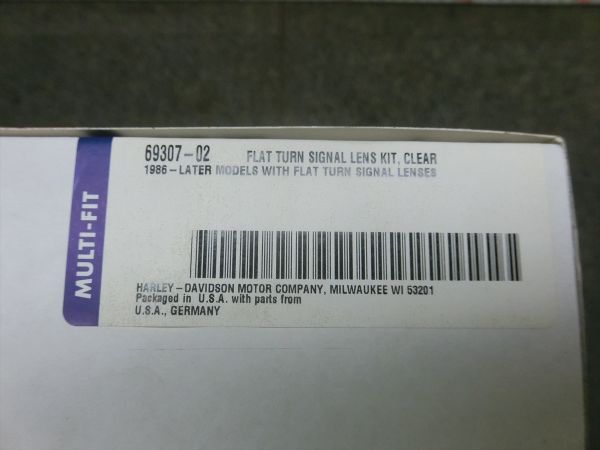 MULTI-FIT
69307-02 FLAT TURN SIGNAL LENS KIT, CLEAR
1986-LATER MODELS WITH FLAT TURN SIGNAL LENSES
HARLEY-DAVIDSON MOTOR COMPANY, MILWAUKEE WI 53201
Packaged in U.S.A. with parts from
U.S.A., GERMANY